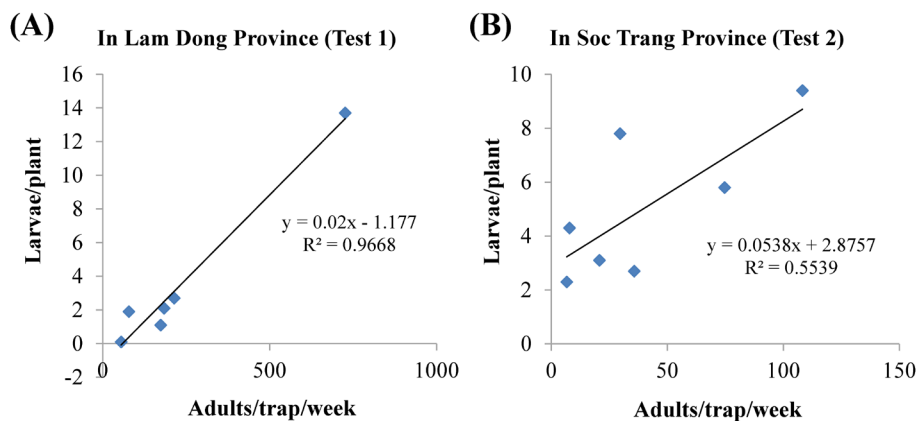 (A)
In Lam Dong Province (Test 1)
16
14
12
10
8
6
4
2
0
-2
0
500
1000
Larvae/plant
Adults/trap/week
y = 0.02x - 1.177
R² = 0.9668
(B)
In Soc Trang Province (Test 2)
10
8
6
4
2
0
0
50
100
150
Larvae/plant
Adults/trap/week
y = 0.0538x + 2.8757
R² = 0.5539